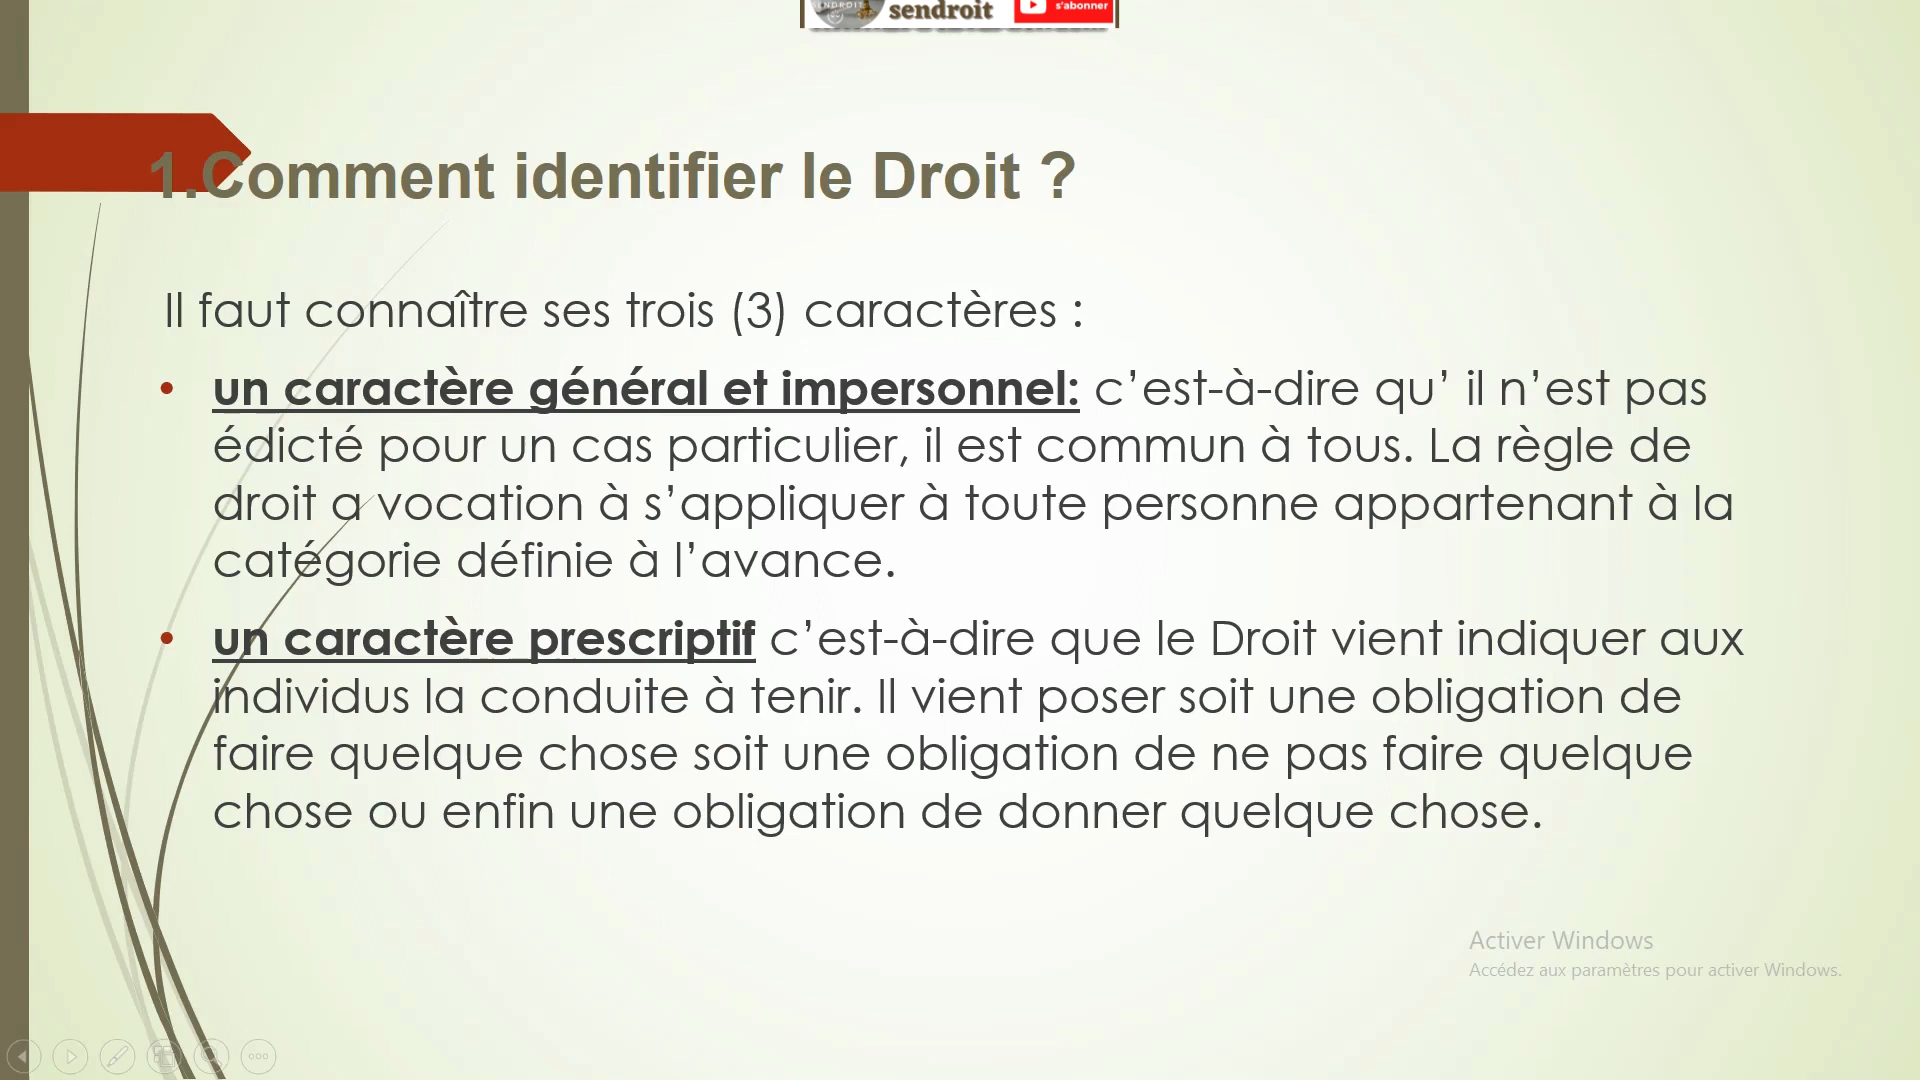 SENDROIT
sendroit
s'abonner
1.Comment identifier le Droit ?
Il faut connaître ses trois (3) caractères :
• un caractère général et impersonnel: c’est-à-dire qu’ il n’est pas
édicté pour un cas particulier, il est commun à tous. La règle de
droit a vocation à s’appliquer à toute personne appartenant à la
catégorie définie à l’avance.
• un caractère prescriptif c’est-à-dire que le Droit vient indiquer aux
individus la conduite à tenir. Il vient poser soit une obligation de
faire quelque chose soit une obligation de ne pas faire quelque
chose ou enfin une obligation de donner quelque chose.
Activer Windows
Accédez aux paramètres pour activer Windows.